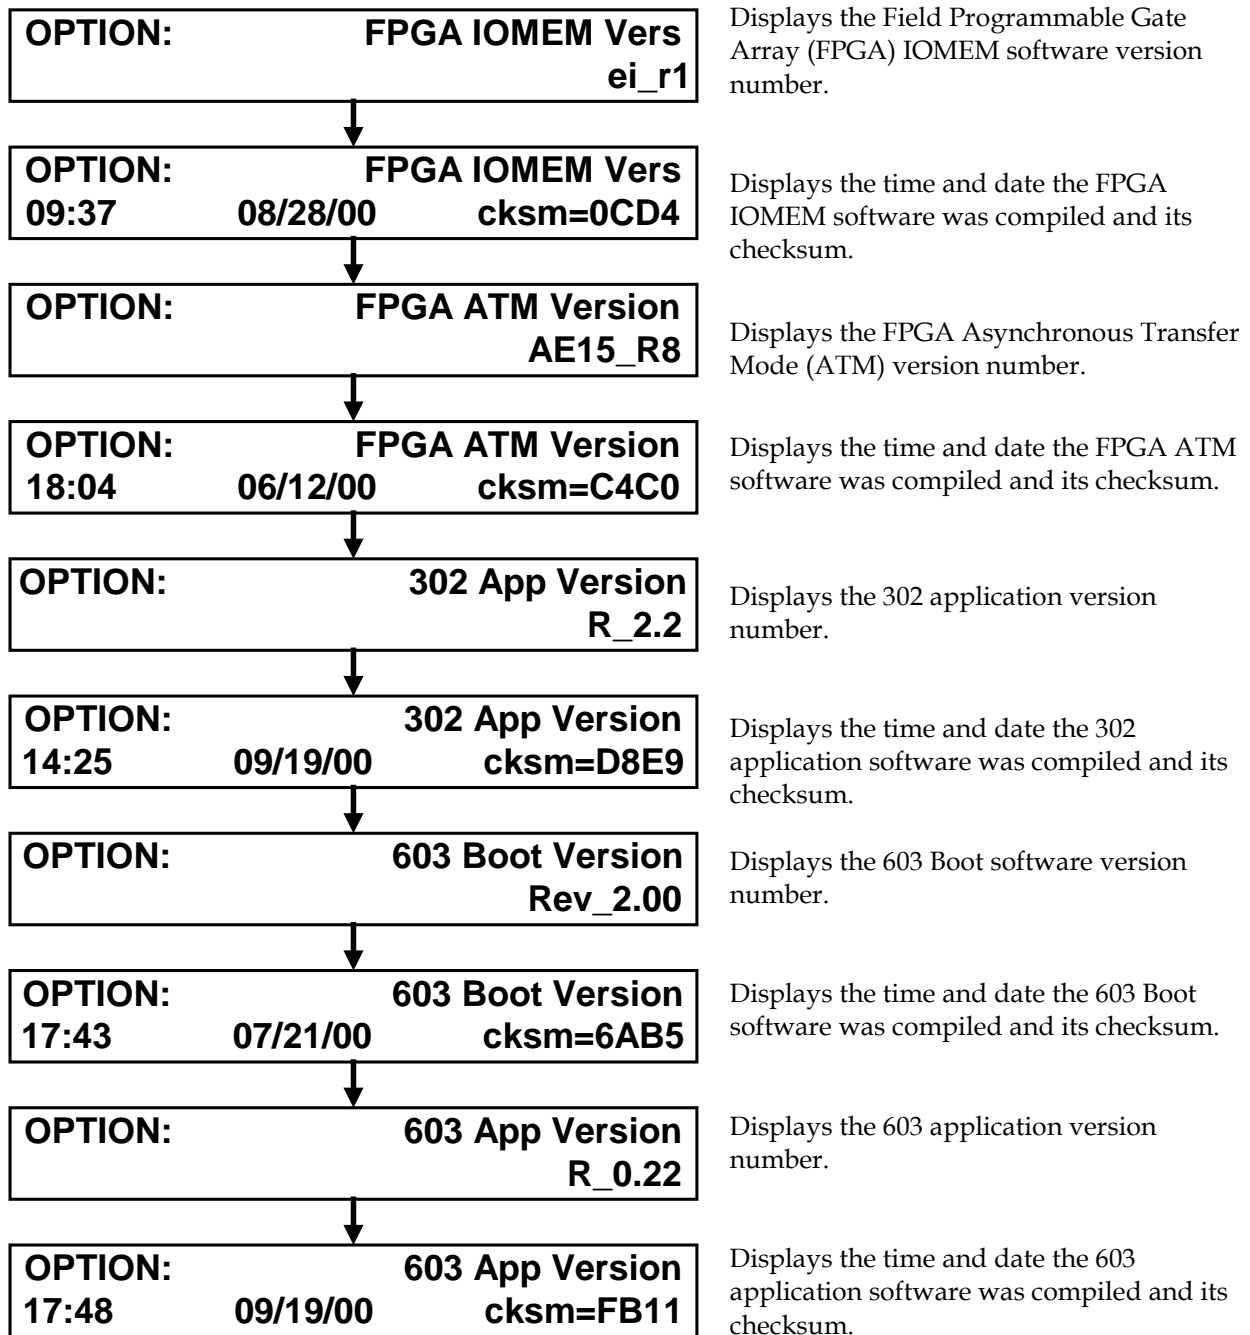 OPTION: FPGA IOMEM Vers
ei_r1
Displays the Field Programmable Gate
Array (FPGA) IOMEM software version
number.
OPTION: FPGA IOMEM Vers
09:37 08/28/00 cksm=0CD4
Displays the time and date the FPGA
IOMEM software was compiled and its
checksum.
OPTION: FPGA ATM Version
AE15_R8
Displays the FPGA Asynchronous Transfer
Mode (ATM) version number.
OPTION: FPGA ATM Version
18:04 06/12/00 cksm=C4C0
Displays the time and date the FPGA ATM
software was compiled and its checksum.
OPTION: 302 App Version
R_2.2
Displays the 302 application version
number.
OPTION: 302 App Version
14:25 09/19/00 cksm=D8E9
Displays the time and date the 302
application software was compiled and its
checksum.
OPTION: 603 Boot Version
Rev_2.00
Displays the 603 Boot software version
number.
OPTION: 603 Boot Version
17:43 07/21/00 cksm=6AB5
Displays the time and date the 603 Boot
software was compiled and its checksum.
OPTION: 603 App Version
R_0.22
Displays the 603 application version
number.
OPTION: 603 App Version
17:48 09/19/00 cksm=FB11
Displays the time and date the 603
application software was compiled and its
checksum.